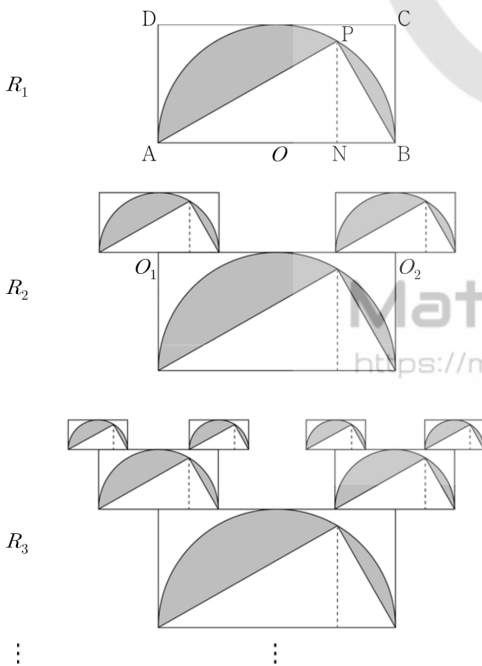 D C
P
R₁
A O N B
O₁ O₂
R₂
Mat
https://m
R₃
⋮ ⋮